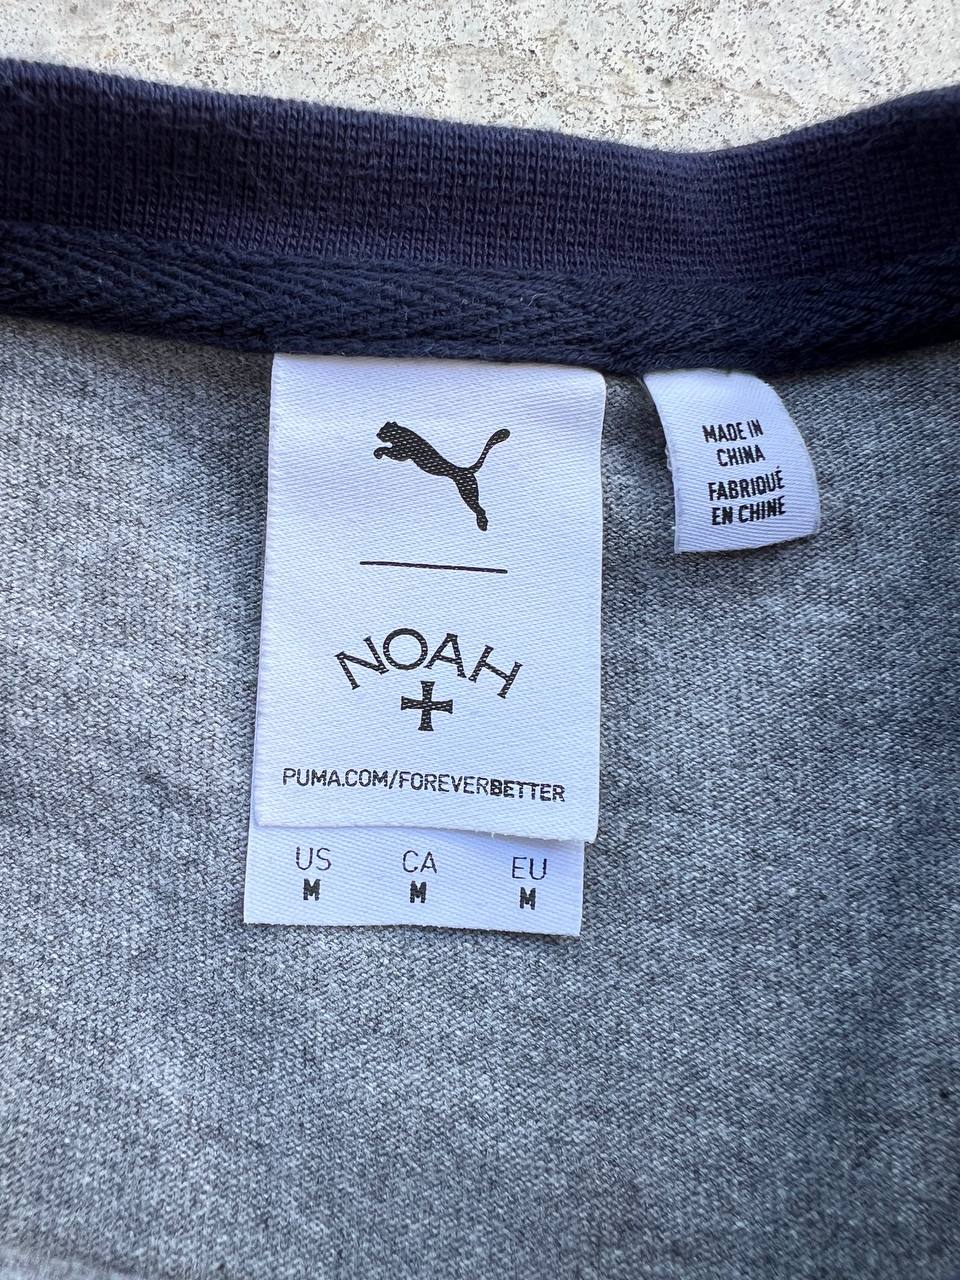 NOAH
PUMA.COM/FOREVERBETTER
US CA EU
M M M
MADE IN
CHINA
FABRIQUÉ
EN CHINE